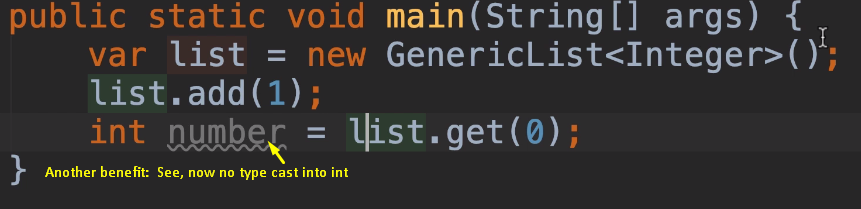 public static void main(String[] args) {
var list = new GenericList<Integer>();
list.add(1);
int number = list.get(0);
}
Another benefit: See, now no type cast into int